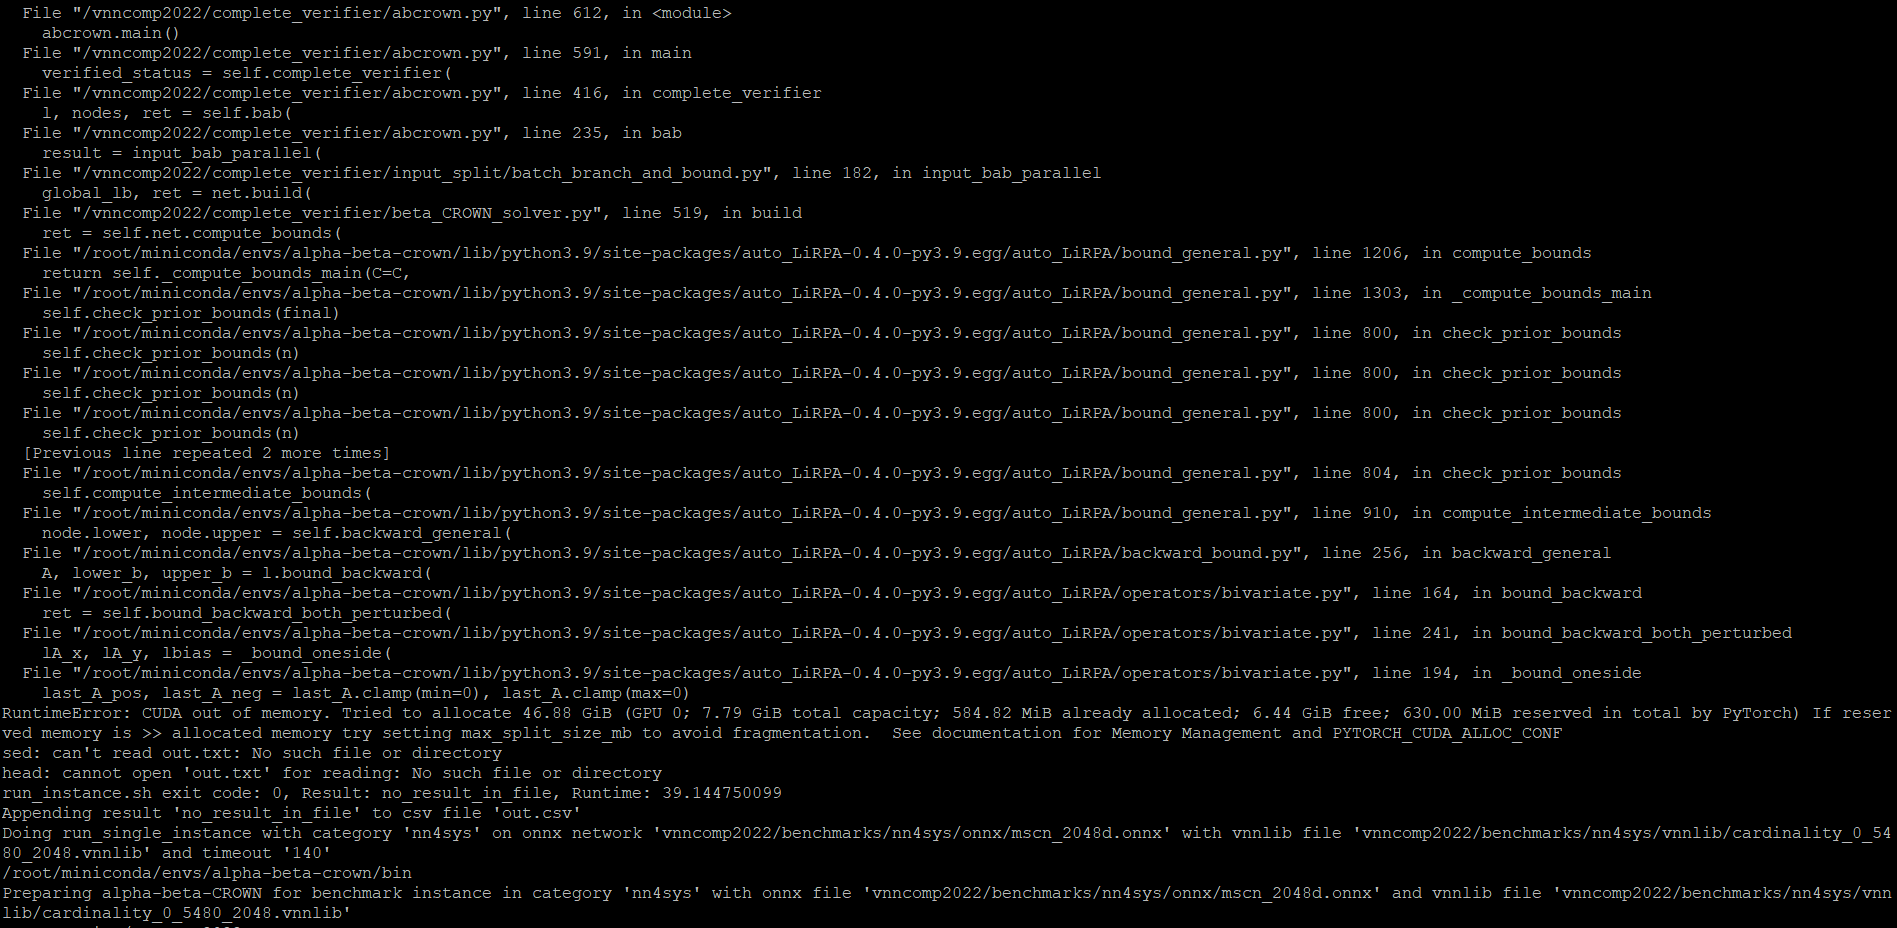 File "/vnncomp2022/complete_verifier/abcrown.py", line 612, in <module>
abcrown.main()
File "/vnncomp2022/complete_verifier/abcrown.py", line 591, in main
verified_status = self.complete_verifier(
File "/vnncomp2022/complete_verifier/abcrown.py", line 416, in complete_verifier
l, nodes, ret = self.bab(
File "/vnncomp2022/complete_verifier/abcrown.py", line 235, in bab
result = input_bab_parallel(
File "/vnncomp2022/complete_verifier/input_split/batch_branch_and_bound.py", line 182, in input_bab_parallel
global_lb, ret = net.build(
File "/vnncomp2022/complete_verifier/beta_CROWN_solver.py", line 519, in build
ret = self.net.compute_bounds(
File "/root/miniconda/envs/alpha-beta-crown/lib/python3.9/site-packages/auto_LiRPA-0.4.0-py3.9.egg/auto_LiRPA/bound_general.py", line 1206, in compute_bounds
return self._compute_bounds_main(C=C,
File "/root/miniconda/envs/alpha-beta-crown/lib/python3.9/site-packages/auto_LiRPA-0.4.0-py3.9.egg/auto_LiRPA/bound_general.py", line 1303, in _compute_bounds_main
self.check_prior_bounds(final)
File "/root/miniconda/envs/alpha-beta-crown/lib/python3.9/site-packages/auto_LiRPA-0.4.0-py3.9.egg/auto_LiRPA/bound_general.py", line 800, in check_prior_bounds
self.check_prior_bounds(n)
File "/root/miniconda/envs/alpha-beta-crown/lib/python3.9/site-packages/auto_LiRPA-0.4.0-py3.9.egg/auto_LiRPA/bound_general.py", line 800, in check_prior_bounds
self.check_prior_bounds(n)
File "/root/miniconda/envs/alpha-beta-crown/lib/python3.9/site-packages/auto_LiRPA-0.4.0-py3.9.egg/auto_LiRPA/bound_general.py", line 800, in check_prior_bounds
self.check_prior_bounds(n)
[Previous line repeated 2 more times]
File "/root/miniconda/envs/alpha-beta-crown/lib/python3.9/site-packages/auto_LiRPA-0.4.0-py3.9.egg/auto_LiRPA/bound_general.py", line 804, in check_prior_bounds
self.compute_intermediate_bounds(
File "/root/miniconda/envs/alpha-beta-crown/lib/python3.9/site-packages/auto_LiRPA-0.4.0-py3.9.egg/auto_LiRPA/bound_general.py", line 910, in compute_intermediate_bounds
node.lower, node.upper = self.backward_general(
File "/root/miniconda/envs/alpha-beta-crown/lib/python3.9/site-packages/auto_LiRPA-0.4.0-py3.9.egg/auto_LiRPA/backward_bound.py", line 256, in backward_general
A, lower_b, upper_b = l.bound_backward(
File "/root/miniconda/envs/alpha-beta-crown/lib/python3.9/site-packages/auto_LiRPA-0.4.0-py3.9.egg/auto_LiRPA/operators/bivariate.py", line 164, in bound_backward
ret = self.bound_backward_both_perturbed(
File "/root/miniconda/envs/alpha-beta-crown/lib/python3.9/site-packages/auto_LiRPA-0.4.0-py3.9.egg/auto_LiRPA/operators/bivariate.py", line 241, in bound_backward_both_perturbed
lA_x, lA_y, lbias = _bound_oneside(
File "/root/miniconda/envs/alpha-beta-crown/lib/python3.9/site-packages/auto_LiRPA-0.4.0-py3.9.egg/auto_LiRPA/operators/bivariate.py", line 194, in _bound_oneside
last_A_pos, last_A_neg = last_A.clamp(min=0), last_A.clamp(max=0)
RuntimeError: CUDA out of memory. Tried to allocate 46.88 GiB (GPU 0; 7.79 GiB total capacity; 584.82 MiB already allocated; 6.44 GiB free; 630.00 MiB reserved in total by PyTorch) If reser
ved memory is >> allocated memory try setting max_split_size_mb to avoid fragmentation.  See documentation for Memory Management and PYTORCH_CUDA_ALLOC_CONF
sed: can't read out.txt: No such file or directory
head: cannot open 'out.txt' for reading: No such file or directory
run_instance.sh exit code: 0, Result: no_result_in_file, Runtime: 39.144750099
Appending result 'no_result_in_file' to csv file 'out.csv'
Doing run_single_instance with category 'nn4sys' on onnx network 'vnncomp2022/benchmarks/nn4sys/onnx/mscn_2048d.onnx' with vnnlib file 'vnncomp2022/benchmarks/nn4sys/vnnlib/cardinality_0_54
80_2048.vnnlib' and timeout '140'
/root/miniconda/envs/alpha-beta-crown/bin
Preparing alpha-beta-CROWN for benchmark instance in category 'nn4sys' with onnx file 'vnncomp2022/benchmarks/nn4sys/onnx/mscn_2048d.onnx' and vnnlib file 'vnncomp2022/benchmarks/nn4sys/vnn
lib/cardinality_0_5480_2048.vnnlib'